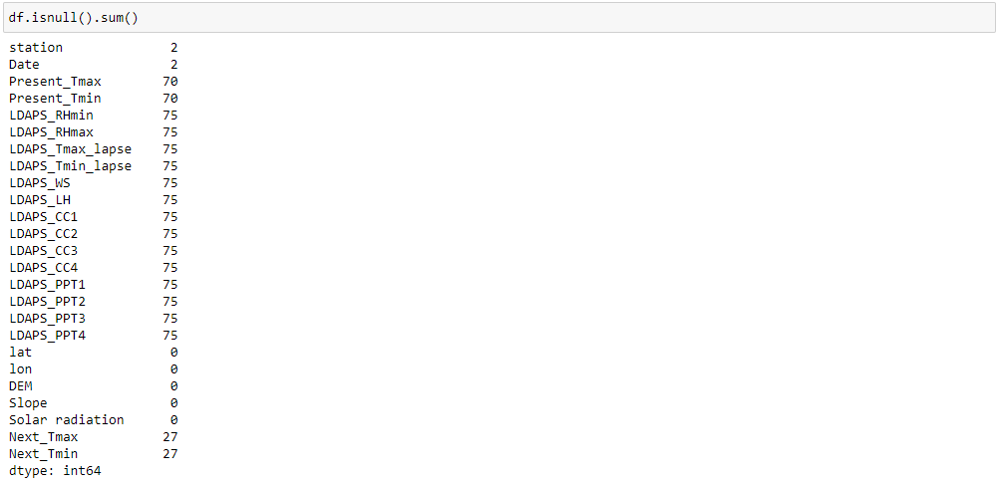 df.isnull().sum()
station 2
Date 2
Present_Tmax 70
Present_Tmin 70
LDAPS_RHmin 75
LDAPS_RHmax 75
LDAPS_Tmax_lapse 75
LDAPS_Tmin_lapse 75
LDAPS_WS 75
LDAPS_LH 75
LDAPS_CC1 75
LDAPS_CC2 75
LDAPS_CC3 75
LDAPS_CC4 75
LDAPS_PPT1 75
LDAPS_PPT2 75
LDAPS_PPT3 75
LDAPS_PPT4 75
lat 0
lon 0
DEM 0
Slope 0
Solar radiation 0
Next_Tmax 27
Next_Tmin 27
dtype: int64